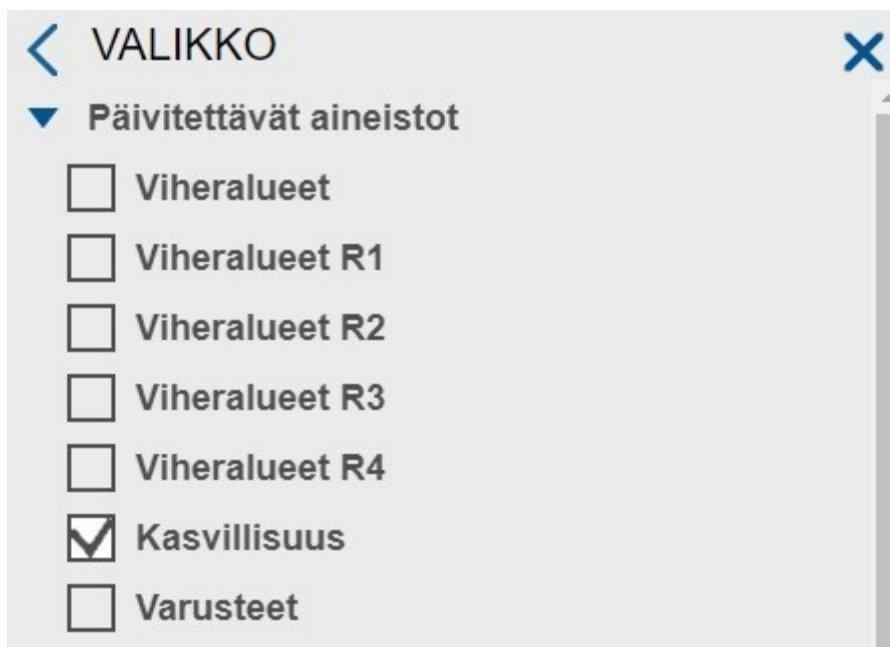 VALIKKO
Päivitettävät aineistot
Viheralueet
Viheralueet R1
Viheralueet R2
Viheralueet R3
Viheralueet R4
Kasvillisuus
Varusteet